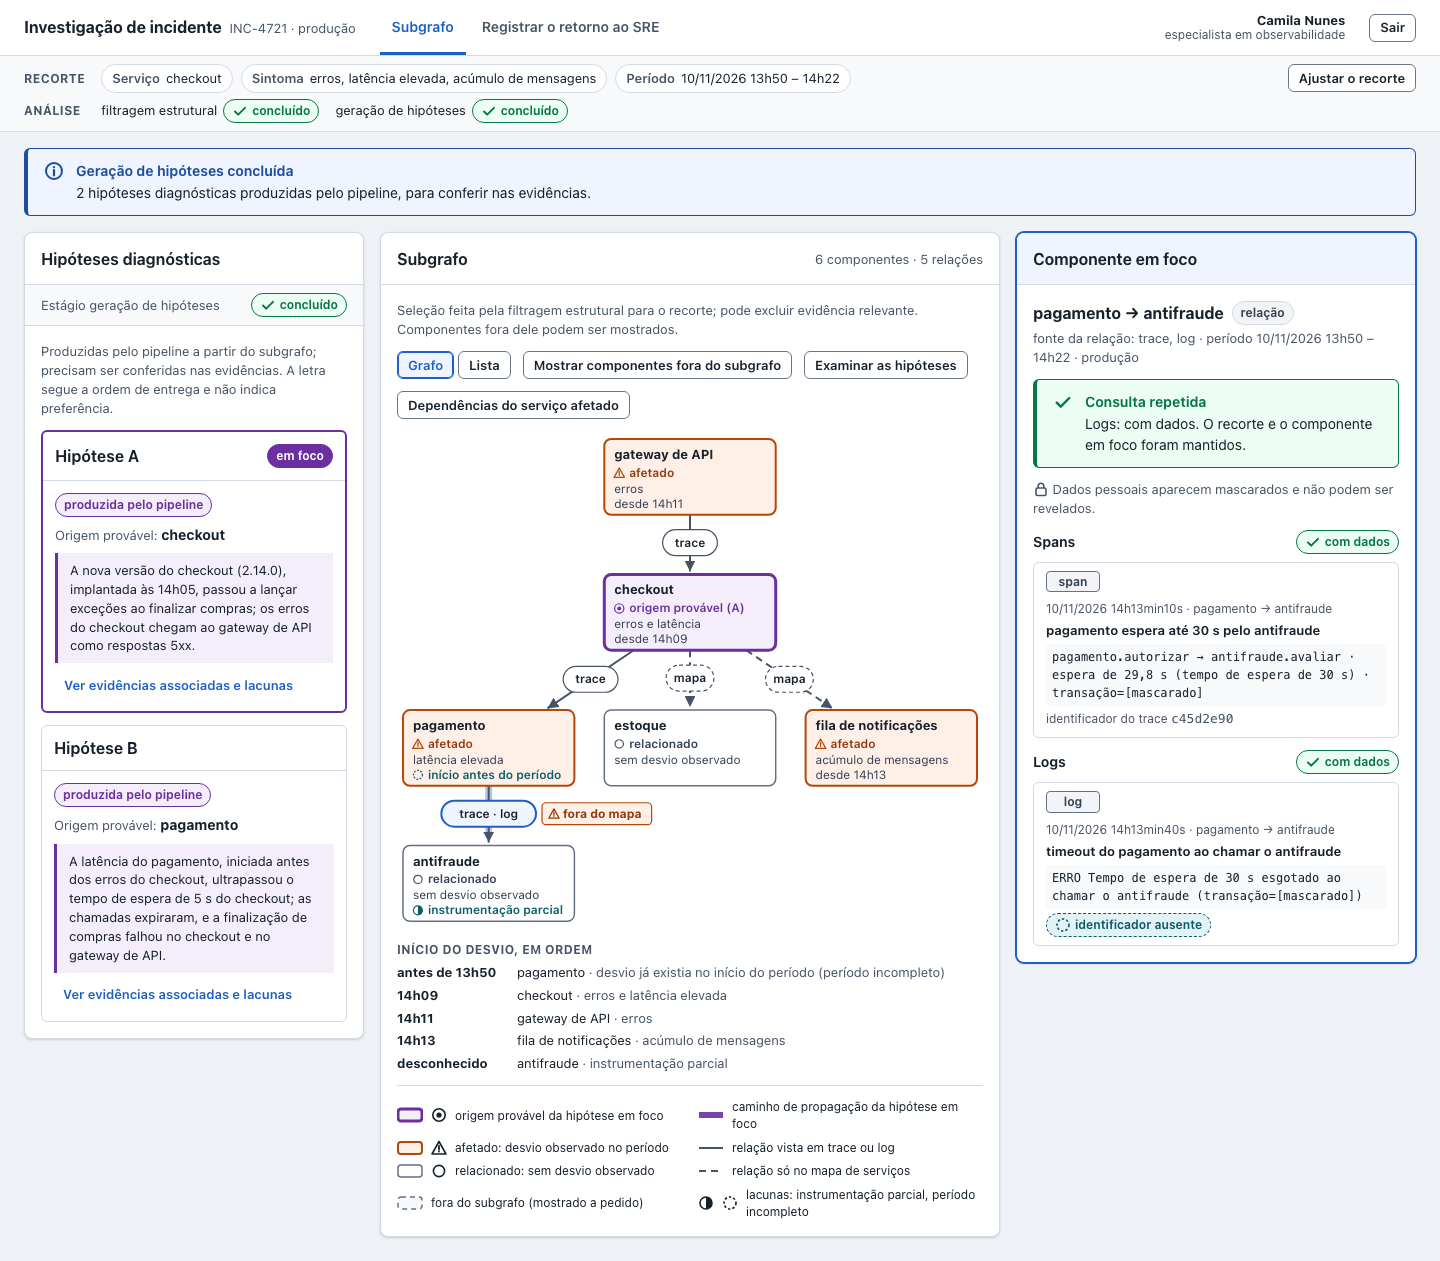 Investigação de incidente INC-4721 · produção
Subgrafo
Registrar o retorno ao SRE
Camila Nunes
especialista em observabilidade
Sair
RECORTE
Serviço checkout
Sintoma erros, latência elevada, acúmulo de mensagens
Período 10/11/2026 13h50 – 14h22
Ajustar o recorte
ANÁLISE
filtragem estrutural concluído
geração de hipóteses concluído
Geração de hipóteses concluída
2 hipóteses diagnósticas produzidas pelo pipeline, para conferir nas evidências.
Hipóteses diagnósticas
Estágio geração de hipóteses concluído
Produzidas pelo pipeline a partir do subgrafo;
precisam ser conferidas nas evidências. A letra
segue a ordem de entrega e não indica
preferência.
Hipótese A
em foco
produzida pelo pipeline
Origem provável: checkout
A nova versão do checkout (2.14.0),
implantada às 14h05, passou a lançar
exceções ao finalizar compras; os erros
do checkout chegam ao gateway de API
como respostas 5xx.
Ver evidências associadas e lacunas
Hipótese B
produzida pelo pipeline
Origem provável: pagamento
A latência do pagamento, iniciada antes
dos erros do checkout, ultrapassou o
tempo de espera de 5 s do checkout; as
chamadas expiraram, e a finalização de
compras falhou no checkout e no
gateway de API.
Ver evidências associadas e lacunas
Subgrafo
6 componentes · 5 relações
Seleção feita pela filtragem estrutural para o recorte; pode excluir evidência relevante.
Componentes fora dele podem ser mostrados.
Grafo
Lista
Mostrar componentes fora do subgrafo
Examinar as hipóteses
Dependências do serviço afetado
gateway de API
afetado
erros
desde 14h11
trace
checkout
origem provável (A)
erros e latência
desde 14h09
trace
mapa
mapa
pagamento
afetado
latência elevada
início antes do período
estoque
relacionado
sem desvio observado
fila de notificações
afetado
acúmulo de mensagens
desde 14h13
trace · log
fora do mapa
antifraude
relacionado
sem desvio observado
instrumentação parcial
INÍCIO DO DESVIO, EM ORDEM
antes de 13h50 pagamento · desvio já existia no início do período (período incompleto)
14h09 checkout · erros e latência elevada
14h11 gateway de API · erros
14h13 fila de notificações · acúmulo de mensagens
desconhecido antifraude · instrumentação parcial
origem provável da hipótese em foco
caminho de propagação da hipótese em
foco
afetado: desvio observado no período
relação vista em trace ou log
relacionado: sem desvio observado
relação só no mapa de serviços
fora do subgrafo (mostrado a pedido)
lacunas: instrumentação parcial, período
incompleto
Componente em foco
pagamento → antifraude relação
fonte da relação: trace, log · período 10/11/2026 13h50 –
14h22 · produção
Consulta repetida
Logs: com dados. O recorte e o componente
em foco foram mantidos.
Dados pessoais aparecem mascarados e não podem ser
revelados.
Spans
com dados
span
10/11/2026 14h13min10s · pagamento → antifraude
pagamento espera até 30 s pelo antifraude
pagamento.autorizar → antifraude.avaliar ·
espera de 29,8 s (tempo de espera de 30 s) ·
transação=[mascarado]
identificador do trace c45d2e90
Logs
com dados
log
10/11/2026 14h13min40s · pagamento → antifraude
timeout do pagamento ao chamar o antifraude
ERRO Tempo de espera de 30 s esgotado ao
chamar o antifraude (transação=[mascarado])
identificador ausente